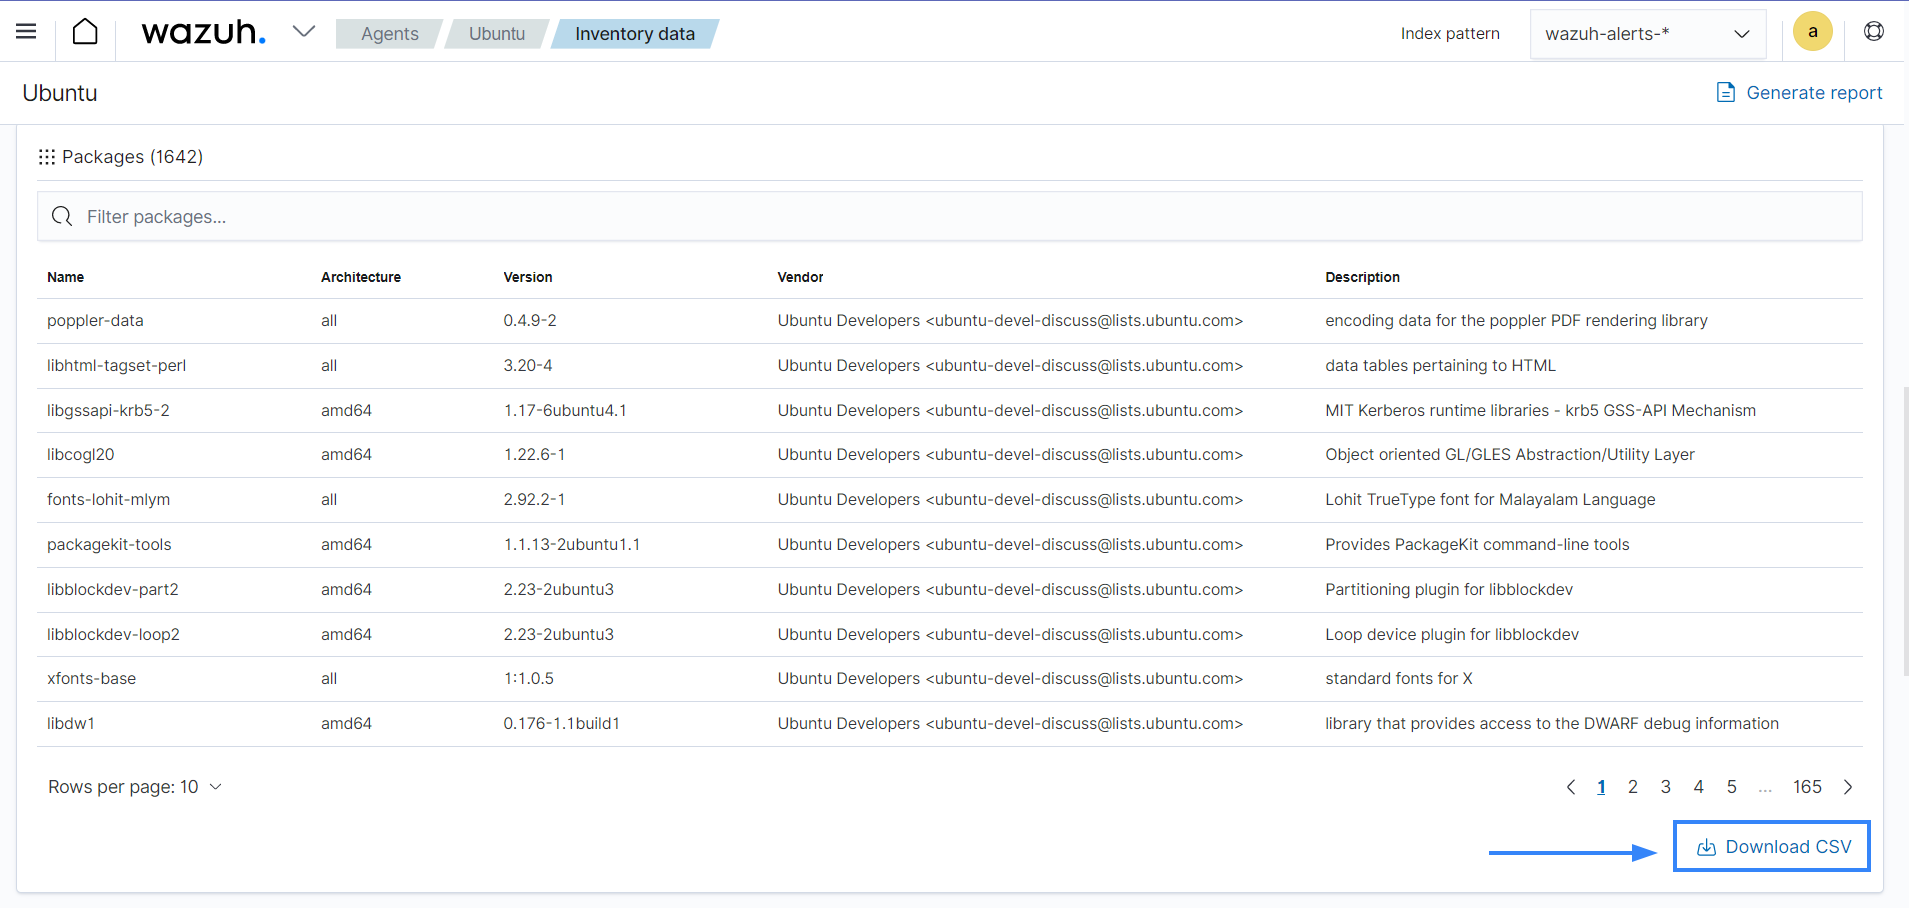 wazuh. Agents Ubuntu Inventory data Index pattern wazuh-alerts-* a
Ubuntu Generate report
Packages (1642)
Filter packages...
Name Architecture Version Vendor Description
poppler-data all 0.4.9-2 Ubuntu Developers <ubuntu-devel-discuss@lists.ubuntu.com> encoding data for the poppler PDF rendering library
libhtml-tagset-perl all 3.20-4 Ubuntu Developers <ubuntu-devel-discuss@lists.ubuntu.com> data tables pertaining to HTML
libgssapi-krb5-2 amd64 1.17-6ubuntu4.1 Ubuntu Developers <ubuntu-devel-discuss@lists.ubuntu.com> MIT Kerberos runtime libraries - krb5 GSS-API Mechanism
libcogl20 amd64 1.22.6-1 Ubuntu Developers <ubuntu-devel-discuss@lists.ubuntu.com> Object oriented GL/GLES Abstraction/Utility Layer
fonts-lohit-mlym all 2.92.2-1 Ubuntu Developers <ubuntu-devel-discuss@lists.ubuntu.com> Lohit TrueType font for Malayalam Language
packagekit-tools amd64 1.1.13-2ubuntu1.1 Ubuntu Developers <ubuntu-devel-discuss@lists.ubuntu.com> Provides PackageKit command-line tools
libblockdev-part2 amd64 2.23-2ubuntu3 Ubuntu Developers <ubuntu-devel-discuss@lists.ubuntu.com> Partitioning plugin for libblockdev
libblockdev-loop2 amd64 2.23-2ubuntu3 Ubuntu Developers <ubuntu-devel-discuss@lists.ubuntu.com> Loop device plugin for libblockdev
xfonts-base all 1:1.0.5 Ubuntu Developers <ubuntu-devel-discuss@lists.ubuntu.com> standard fonts for X
libdw1 amd64 0.176-1.1build1 Ubuntu Developers <ubuntu-devel-discuss@lists.ubuntu.com> library that provides access to the DWARF debug information
Rows per page: 10 1 2 3 4 5 ... 165
Download CSV